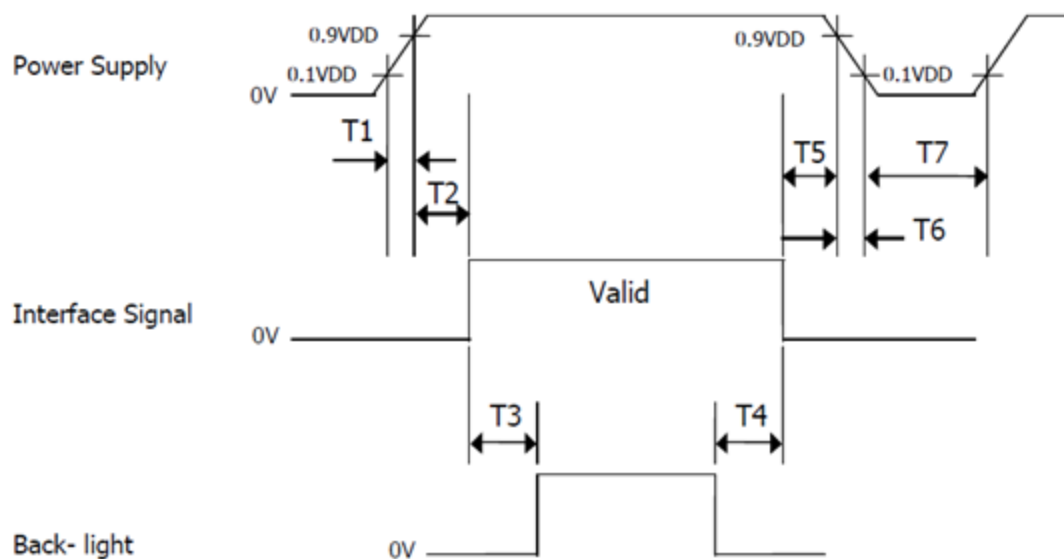 0.9VDD
0.9VDD
Power Supply
0.1VDD
0.1VDD
0V
T1
T5
T7
T2
T6
Valid
Interface Signal
0V
T3
T4
Back- light
0V